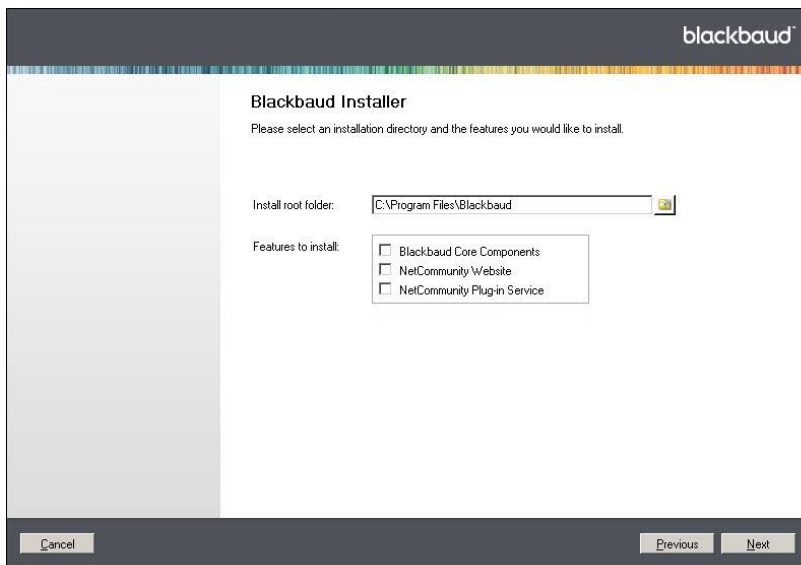 blackbaud
Blackbaud Installer
Please select an installation directory and the features you would like to install.
Install root folder: C:\Program Files\Blackbaud
Features to install:
Blackbaud Core Components
NetCommunity Website
NetCommunity Plug-in Service
Cancel Previous Next